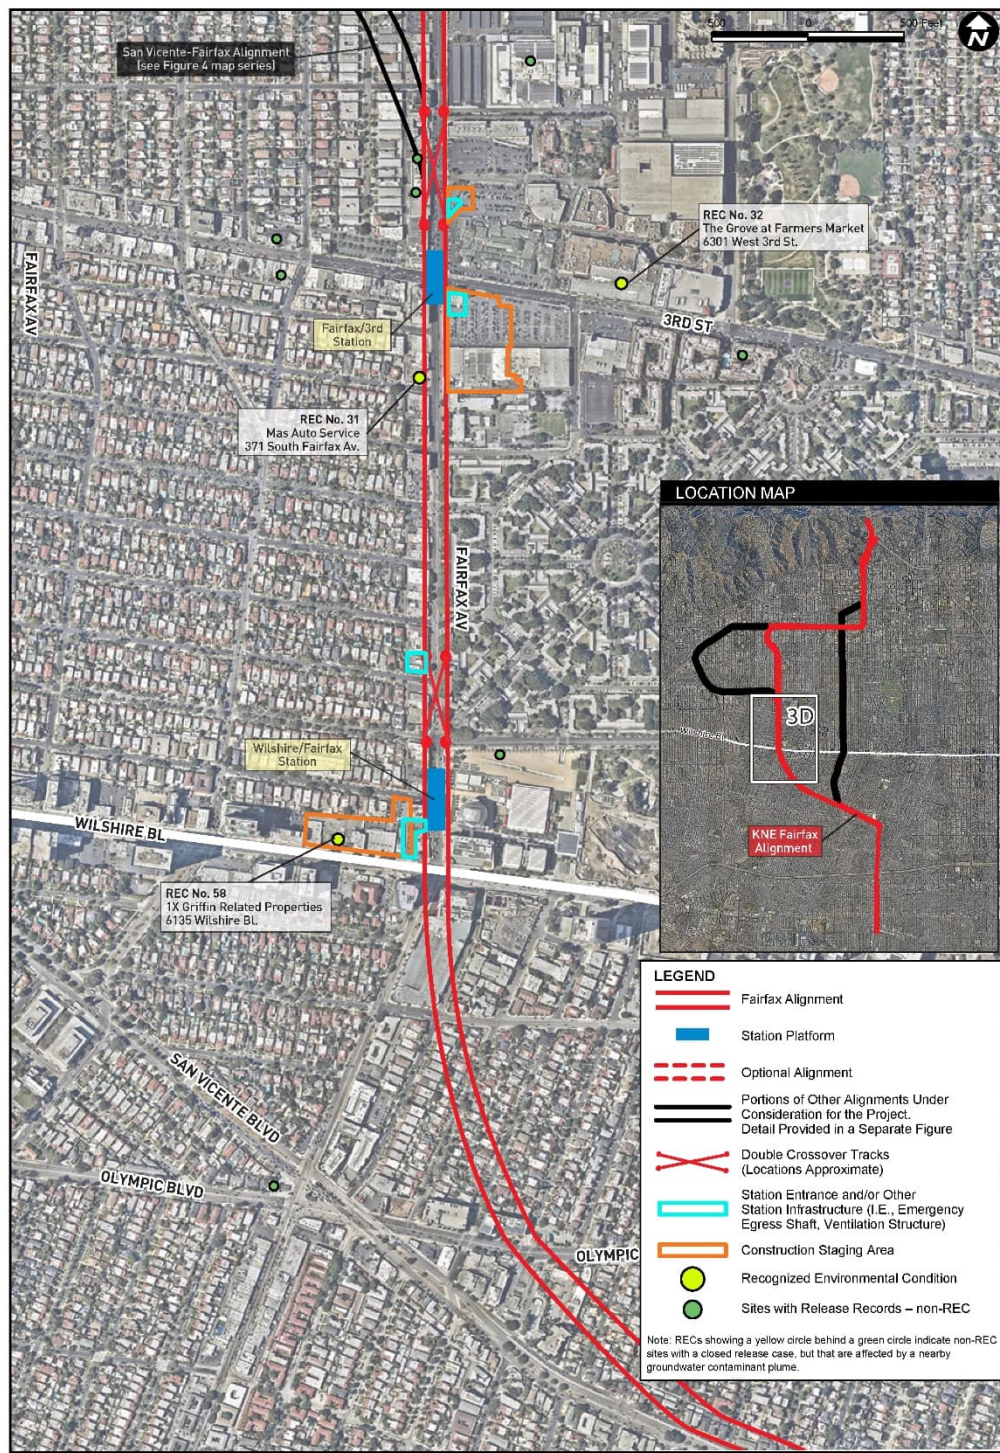 500 0 500 Feet
N
San Vicente-Fairfax Alignment
(see Figure 4 map series)
REC No. 32
The Grove at Farmers Market
6301 West 3rd St.
FAIRFAX AV
Fairfax/3rd
Station
3RD ST
REC No. 31
Mas Auto Service
371 South Fairfax Av.
FAIRFAX AV
LOCATION MAP
3D
Wilshire Bl
KNE Fairfax
Alignment
Wilshire/Fairfax
Station
WILSHIRE BL
REC No. 58
1X Griffin Related Properties
6135 Wilshire Bl.
SAN VICENTE BLVD
OLYMPIC BLVD
OLYMPIC
LEGEND
Fairfax Alignment
Station Platform
Optional Alignment
Portions of Other Alignments Under
Consideration for the Project.
Detail Provided in a Separate Figure
Double Crossover Tracks
(Locations Approximate)
Station Entrance and/or Other
Station Infrastructure (I.E., Emergency
Egress Shaft, Ventilation Structure)
Construction Staging Area
Recognized Environmental Condition
Sites with Release Records – non-REC
Note: RECs showing a yellow circle behind a green circle indicate non-REC
sites with a closed release case, but that are affected by a nearby
groundwater contaminant plume.